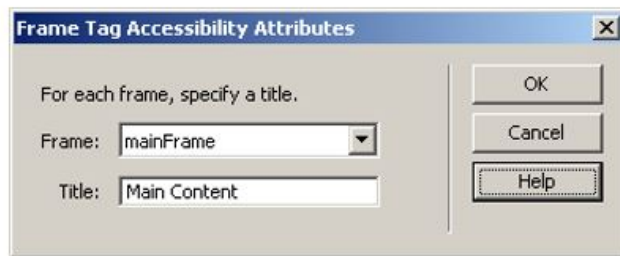 Frame Tag Accessibility Attributes
For each frame, specify a title.
Frame: mainFrame
Title: Main Content
OK
Cancel
Help